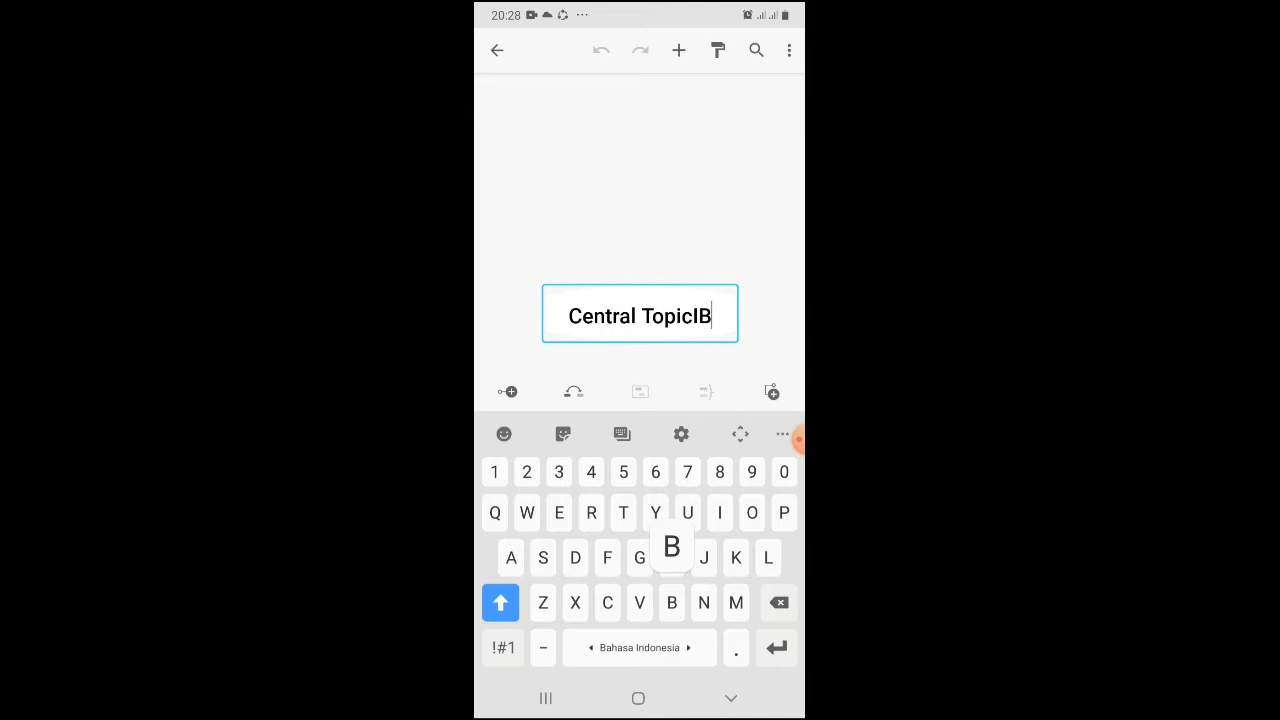 20:28
Central TopicIB
1 2 3 4 5 6 7 8 9 0
Q W E R T Y U I O P
A S D F G B J K L
Z X C V B N M
!#1 - Bahasa Indonesia .